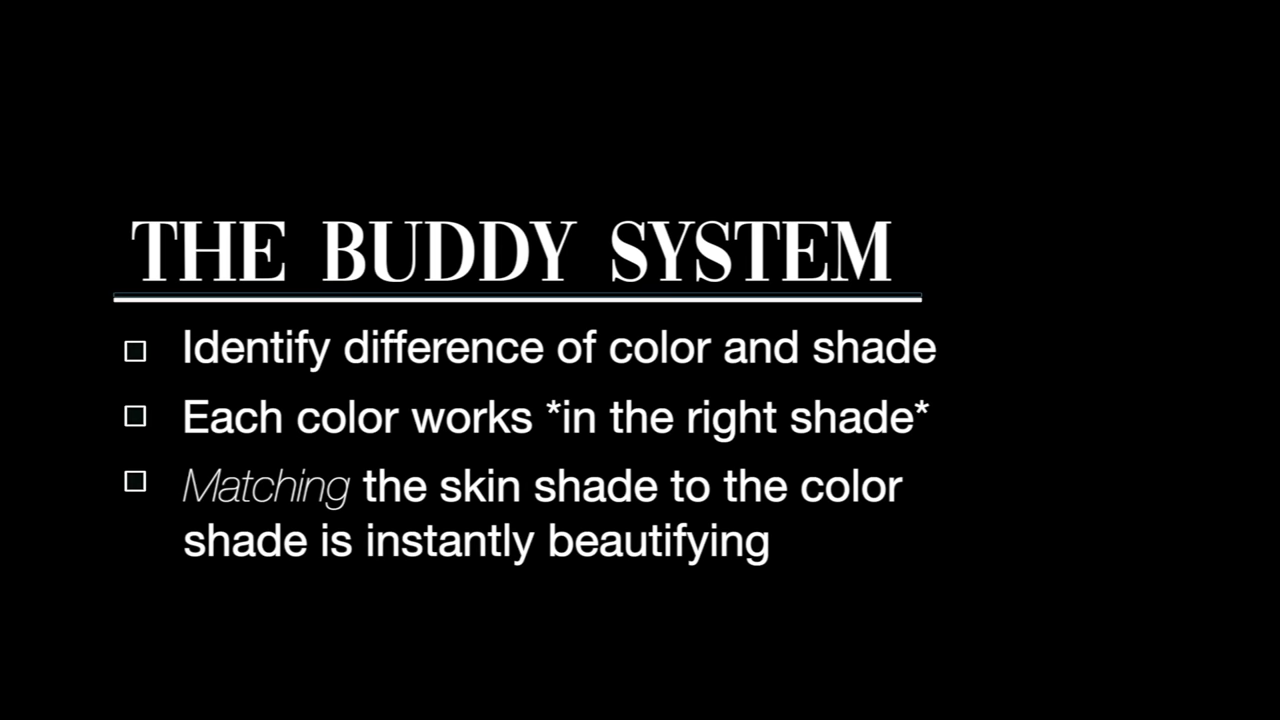 THE BUDDY SYSTEM
Identify difference of color and shade
Each color works *in the right shade*
Matching the skin shade to the color
shade is instantly beautifying